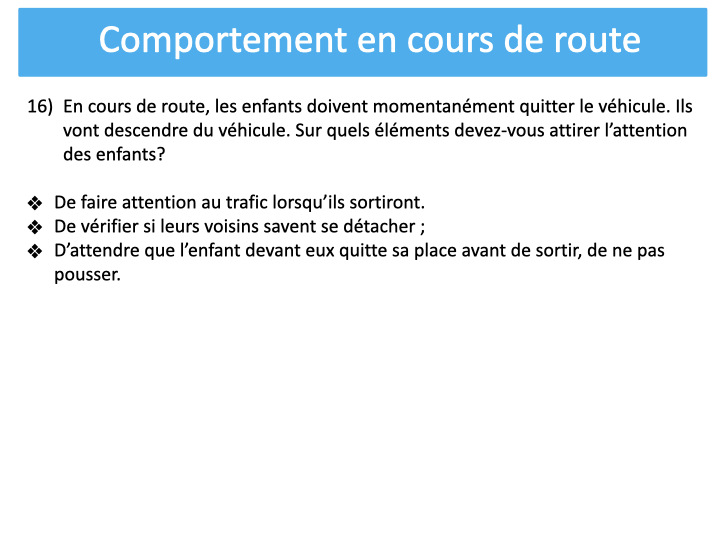 Comportement en cours de route
16) En cours de route, les enfants doivent momentanément quitter le véhicule. Ils
vont descendre du véhicule. Sur quels éléments devez-vous attirer l’attention
des enfants?
❖ De faire attention au trafic lorsqu’ils sortiront.
❖ De vérifier si leurs voisins savent se détacher ;
❖ D’attendre que l’enfant devant eux quitte sa place avant de sortir, de ne pas
pousser.